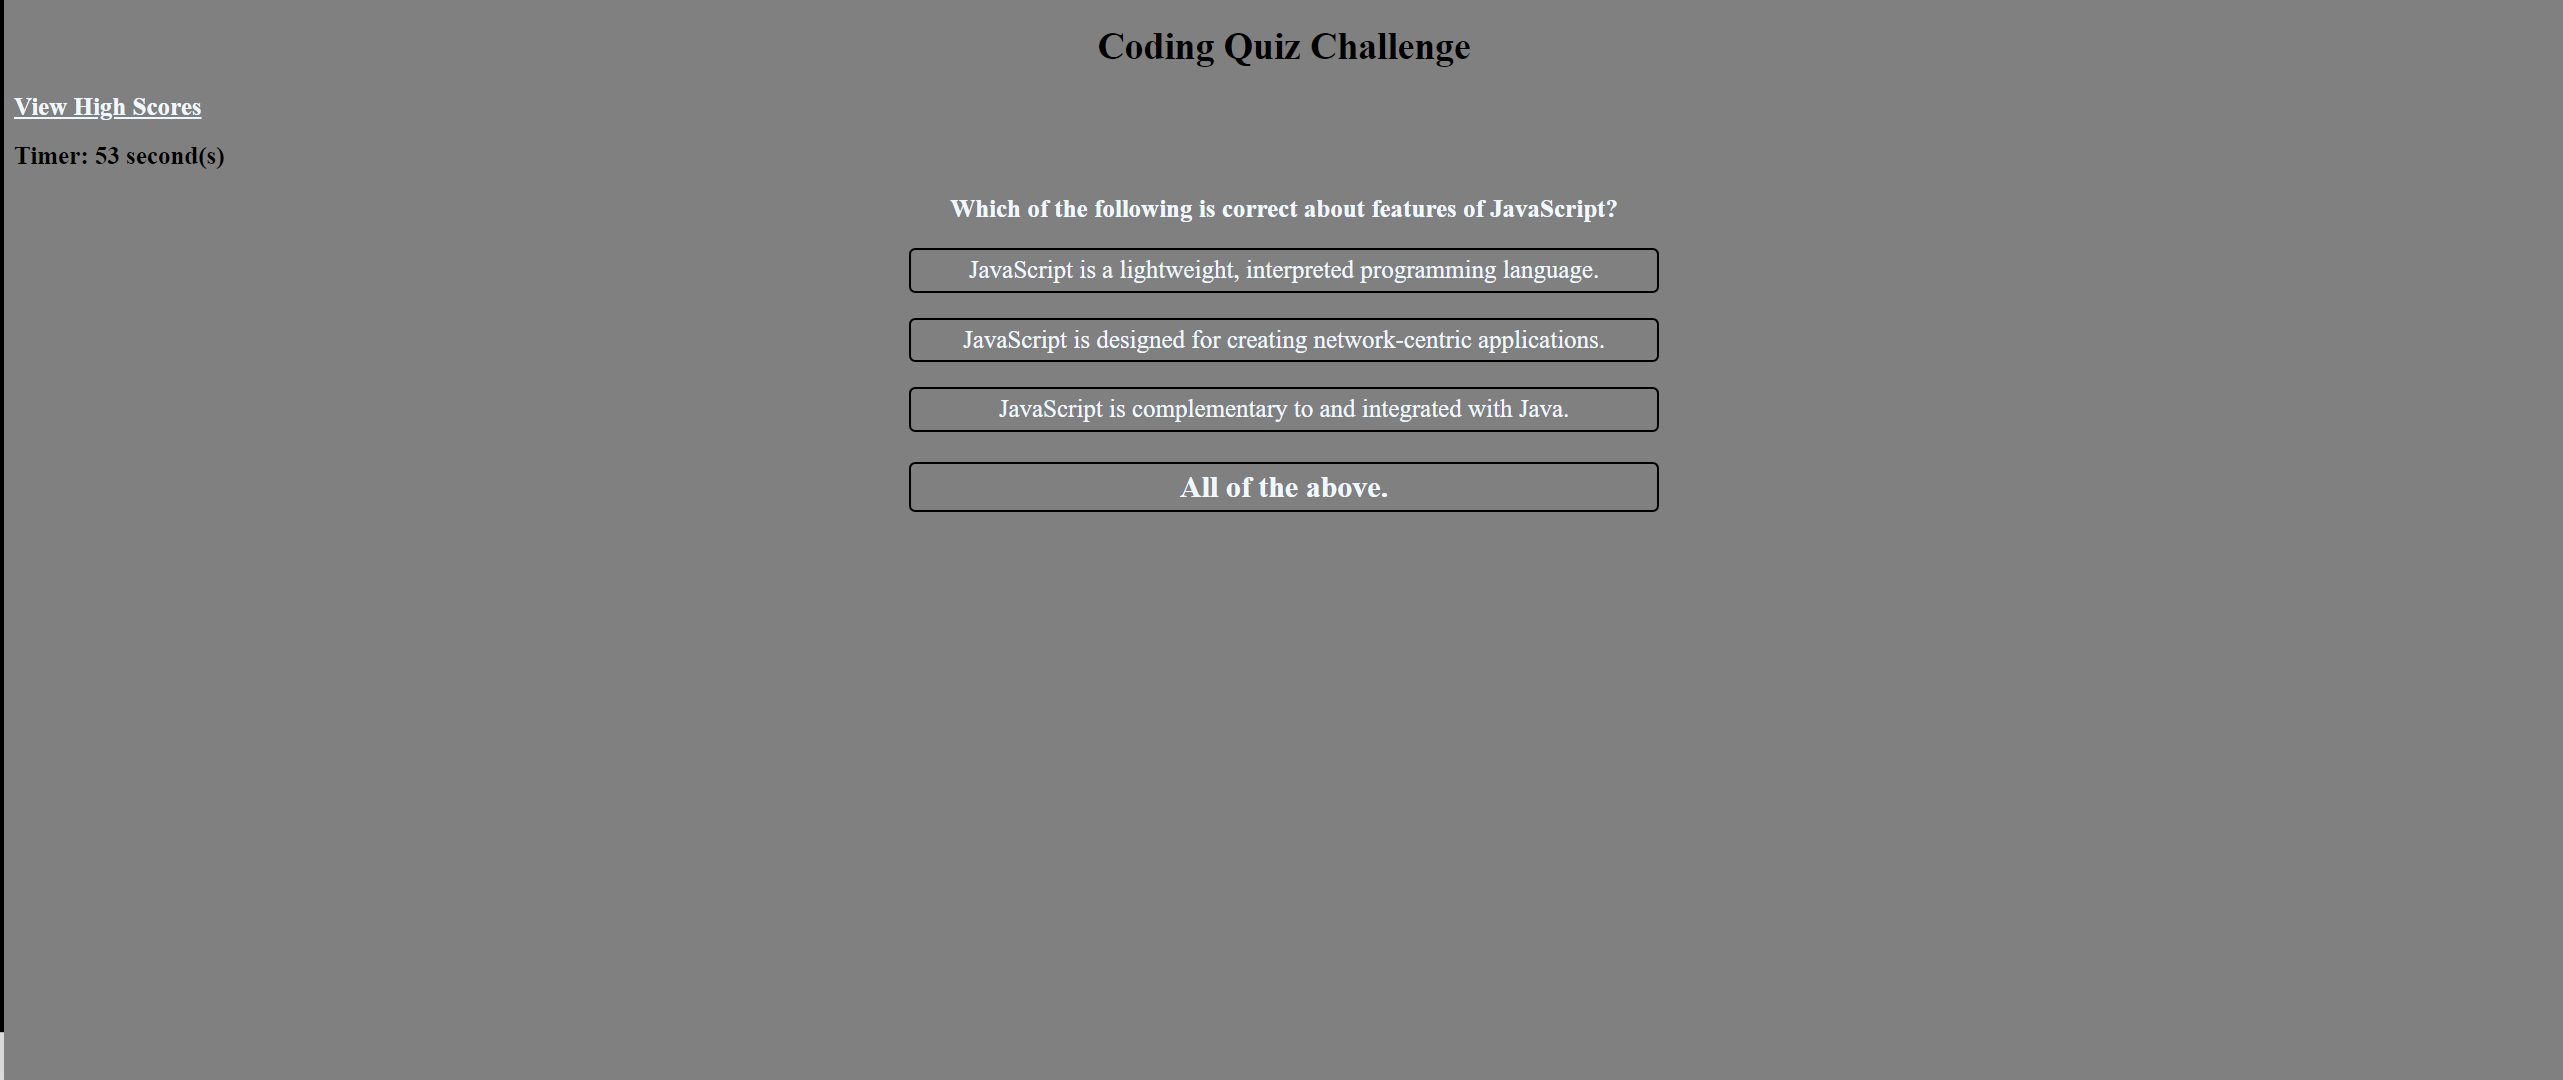 Coding Quiz Challenge
View High Scores
Timer: 53 second(s)
Which of the following is correct about features of JavaScript?
JavaScript is a lightweight, interpreted programming language.
JavaScript is designed for creating network-centric applications.
JavaScript is complementary to and integrated with Java.
All of the above.